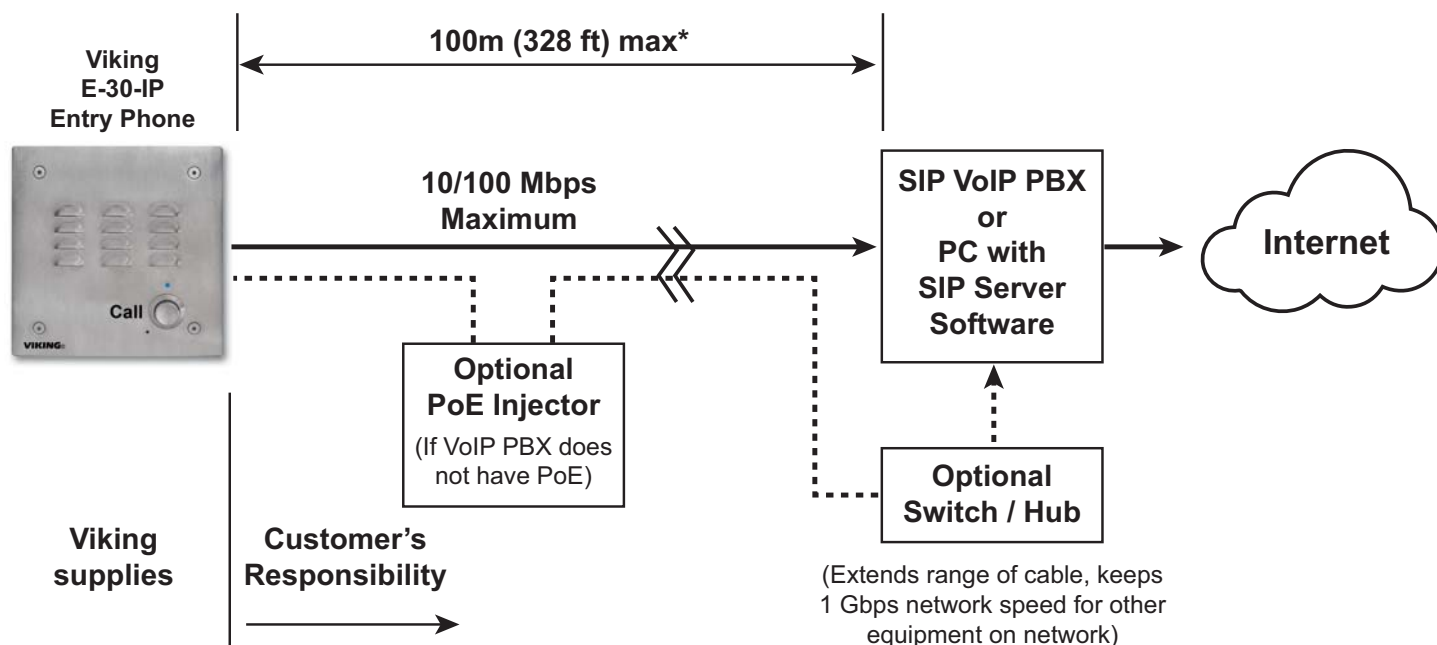 100m (328 ft) max*
Viking
E-30-IP
Entry Phone
Call
VIKING®
10/100 Mbps
Maximum
SIP VoIP PBX
or
PC with
SIP Server
Software
Internet
Optional
PoE Injector
(If VoIP PBX does
not have PoE)
Optional
Switch / Hub
(Extends range of cable, keeps
1 Gbps network speed for other
equipment on network)
Viking
supplies
Customer’s
Responsibility